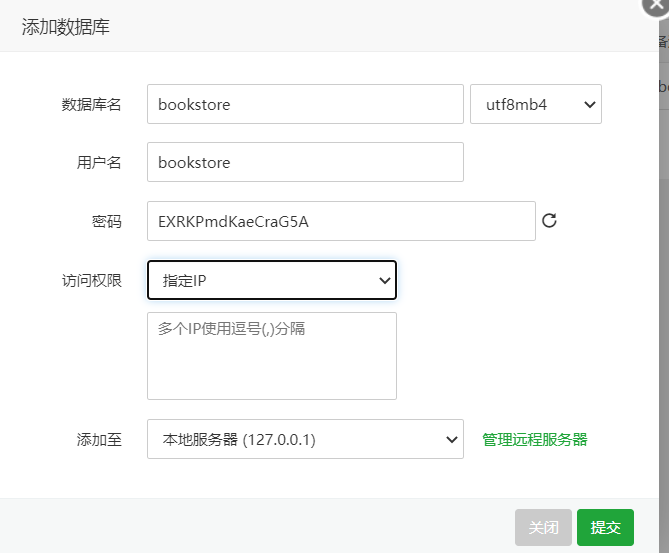 添加数据库
数据库名 bookstore utf8mb4
用户名 bookstore
密码 EXRKPmdKaeCraG5A
访问权限 指定IP
多个IP使用逗号(,)分隔
添加至 本地服务器 (127.0.0.1) 管理远程服务器
关闭 提交